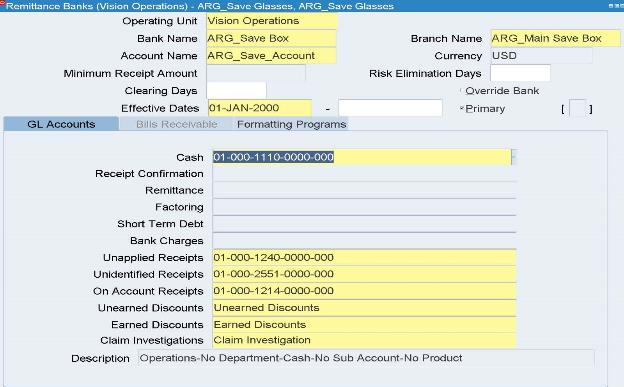 Remittance Banks (Vision Operations) - ARG_Save Glasses, ARG_Save Glasses
Operating Unit Vision Operations
Bank Name ARG_Save Box Branch Name ARG_Main Save Box
Account Name ARG_Save_Account Currency USD
Minimum Receipt Amount Risk Elimination Days
Clearing Days Override Bank
Effective Dates 01-JAN-2000 - Primary [ ]
GL Accounts Bills Receivable Formatting Programs
Cash 01-000-1110-0000-000
Receipt Confirmation
Remittance
Factoring
Short Term Debt
Bank Charges
Unapplied Receipts 01-000-1240-0000-000
Unidentified Receipts 01-000-2551-0000-000
On Account Receipts 01-000-1214-0000-000
Unearned Discounts Unearned Discounts
Earned Discounts Earned Discounts
Claim Investigations Claim Investigation
Description Operations-No Department-Cash-No Sub Account-No Product